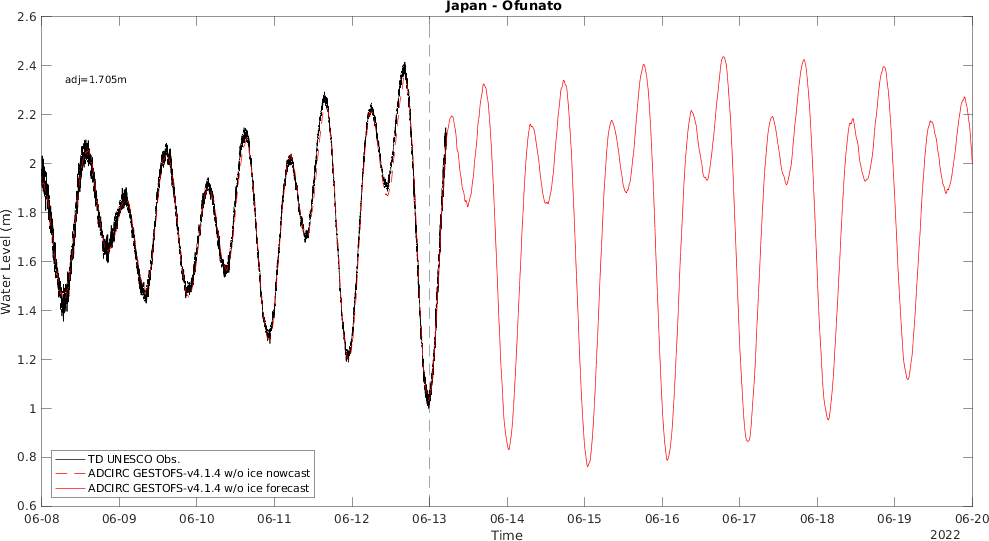 Japan - Ofunato
adj=1.705m
Water Level (m)
2.6
2.4
2.2
2
1.8
1.6
1.4
1.2
1
0.8
0.6
TD UNESCO Obs.
ADCIRC GESTOFS-v4.1.4 w/o ice nowcast
ADCIRC GESTOFS-v4.1.4 w/o ice forecast
06-08 06-09 06-10 06-11 06-12 06-13 06-14 06-15 06-16 06-17 06-18 06-19 06-20
Time
2022